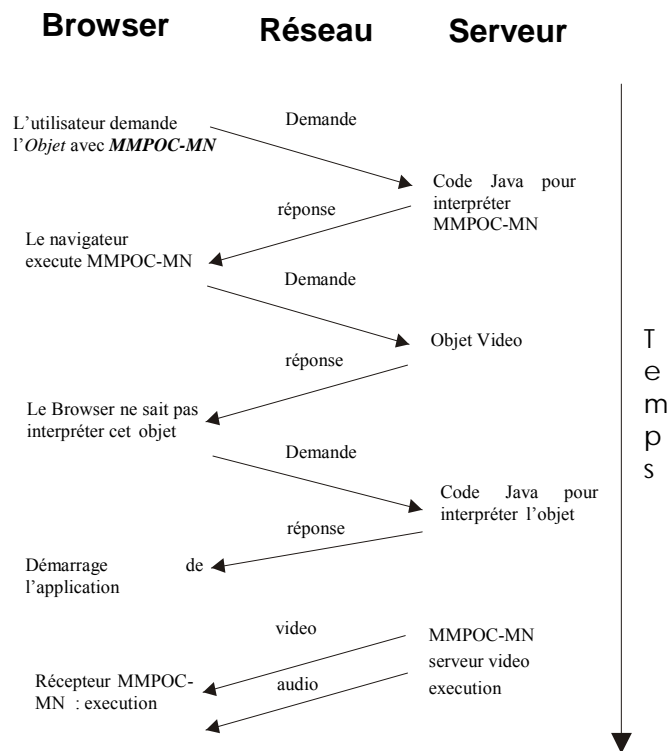 Browser Réseau Serveur
L'utilisateur demande
l'Objet avec MMPOC-MN
Demande
Code Java pour
interpréter
MMPOC-MN
réponse
Le navigateur
execute MMPOC-MN
Demande
Objet Video
réponse
Le Browser ne sait pas
interpréter cet objet
Demande
Code Java pour
interpréter l'objet
réponse
Démarrage de
l'application
video
MMPOC-MN
serveur video
execution
Récepteur MMPOC-
MN : execution
audio
Temps